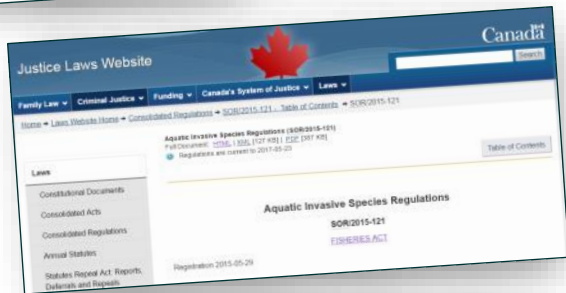 Canada
Justice Laws Website
Search
Family Law Criminal Justice Funding Canada's System of Justice Laws
Home → Laws Website Home → Consolidated Regulations → SOR/2015-121 - Table of Contents → SOR/2015-121
Aquatic Invasive Species Regulations (SOR/2015-121)
Full Document: HTML | XML [127 KB] | PDF [357 KB]
Regulations are current to 2017-05-23
Table of Contents
Laws
Constitutional Documents
Consolidated Acts
Consolidated Regulations
Annual Statutes
Statutes Repeal Act: Reports,
Deferrals and Repeals
Aquatic Invasive Species Regulations
SOR/2015-121
FISHERIES ACT
Registration 2015-05-29